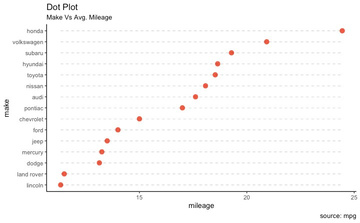 Dot Plot
Make Vs Avg. Mileage
make
honda
volkswagen
subaru
hyundai
toyota
nissan
audi
pontiac
chevrolet
ford
jeep
mercury
dodge
land rover
lincoln
15
20
25
mileage
source: mpg